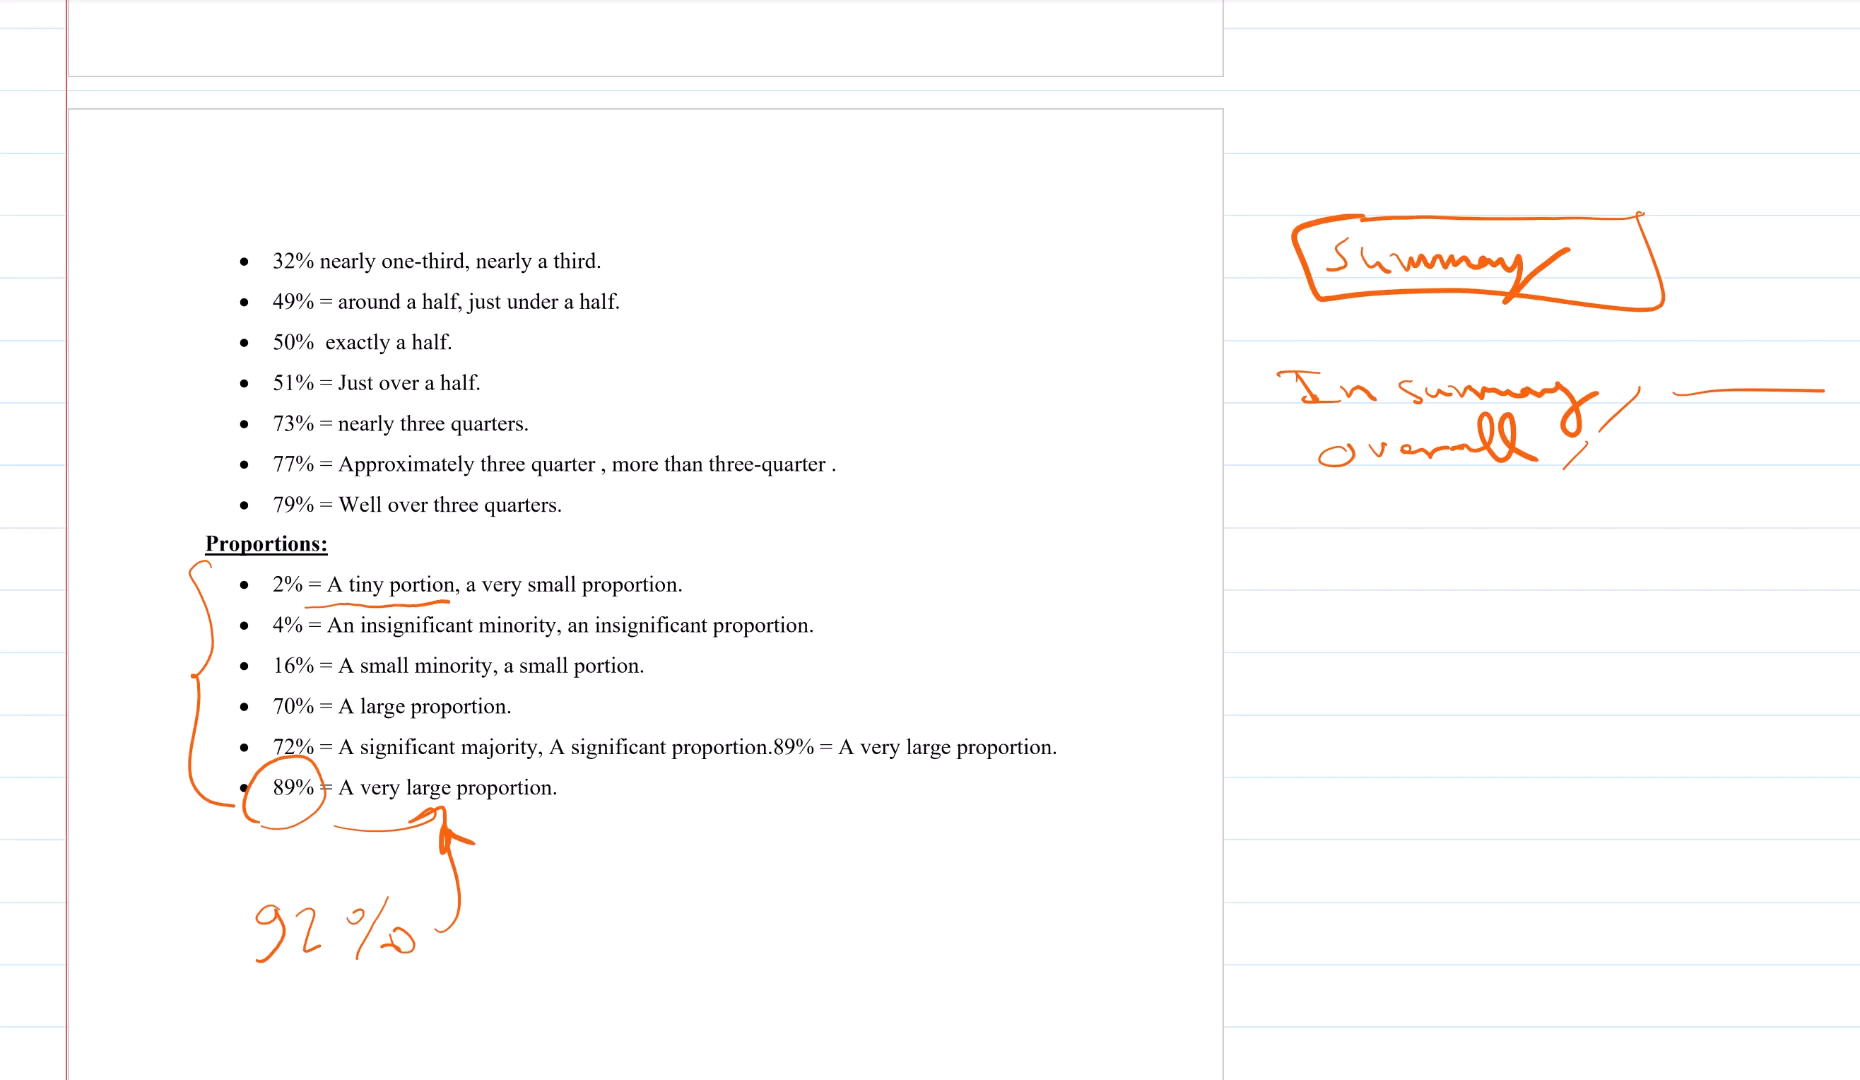 • 32% nearly one-third, nearly a third.
• 49% = around a half, just under a half.
• 50%  exactly a half.
• 51% = Just over a half.
• 73% = nearly three quarters.
• 77% = Approximately three quarter , more than three-quarter .
• 79% = Well over three quarters.
Proportions:
• 2% = A tiny portion, a very small proportion.
• 4% = An insignificant minority, an insignificant proportion.
• 16% = A small minority, a small portion.
• 70% = A large proportion.
• 72% = A significant majority, A significant proportion.89% = A very large proportion.
• 89% = A very large proportion.
92%
Summary
In summary,
overall,